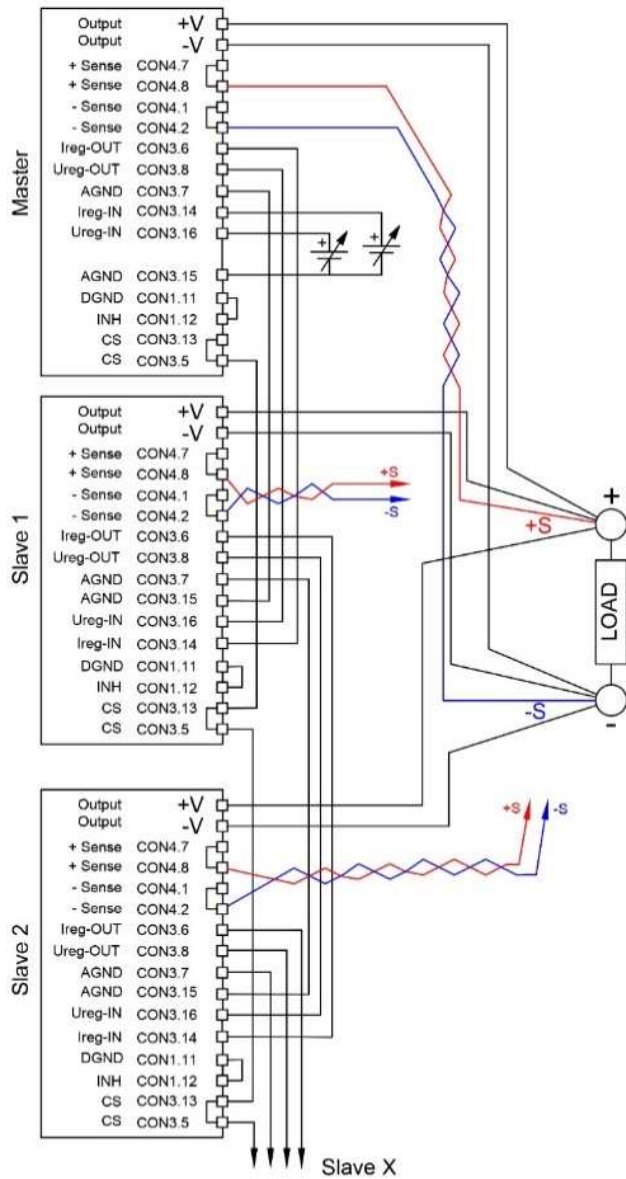 Master
Output +V
Output -V
+ Sense CON4.7
+ Sense CON4.8
- Sense CON4.1
- Sense CON4.2
Ireg-OUT CON3.6
Ureg-OUT CON3.8
AGND CON3.7
Ireg-IN CON3.14
Ureg-IN CON3.16
AGND CON3.15
DGND CON1.11
INH CON1.12
CS CON3.13
CS CON3.5
+ +
Slave 1
Output +V
Output -V
+ Sense CON4.7
+ Sense CON4.8
- Sense CON4.1
- Sense CON4.2
Ireg-OUT CON3.6
Ureg-OUT CON3.8
AGND CON3.7
AGND CON3.15
Ureg-IN CON3.16
Ireg-IN CON3.14
DGND CON1.11
INH CON1.12
CS CON3.13
CS CON3.5
+S
-S
+
+S
LOAD
-S
-
Slave 2
Output +V
Output -V
+ Sense CON4.7
+ Sense CON4.8
- Sense CON4.1
- Sense CON4.2
Ireg-OUT CON3.6
Ureg-OUT CON3.8
AGND CON3.7
AGND CON3.15
Ureg-IN CON3.16
Ireg-IN CON3.14
DGND CON1.11
INH CON1.12
CS CON3.13
CS CON3.5
+S -S
Slave X